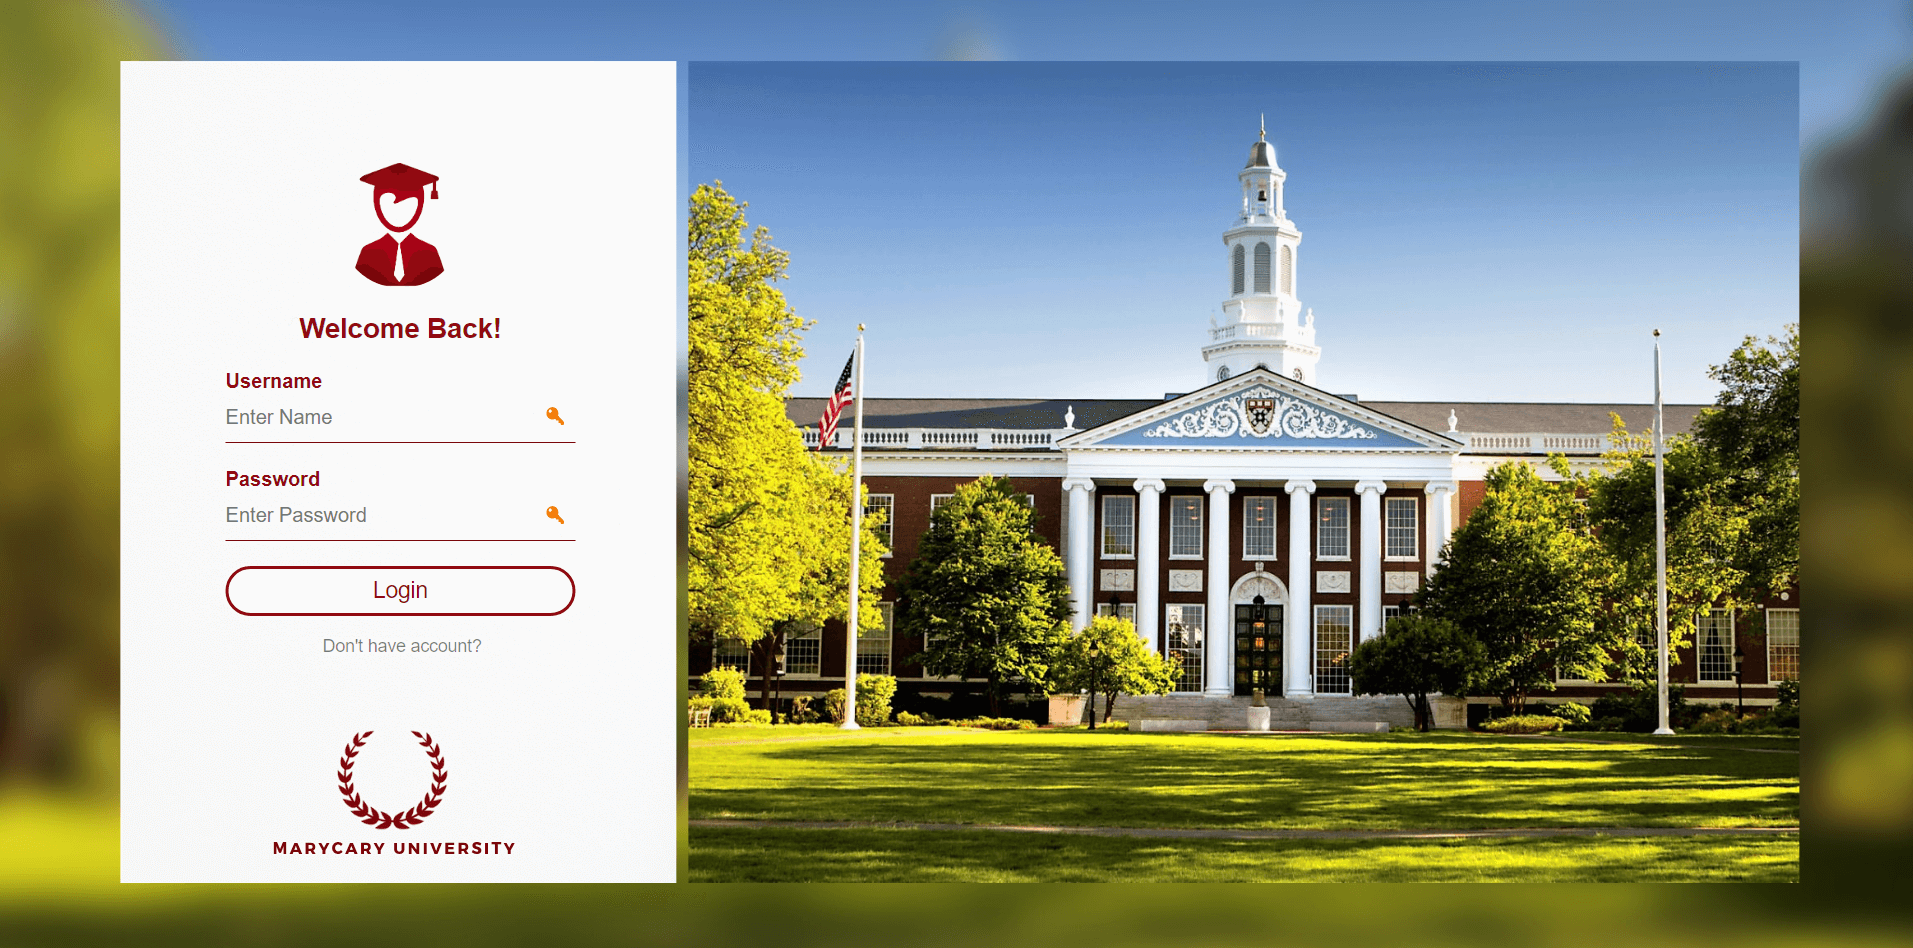 Welcome Back!
Username
Enter Name
Password
Enter Password
Login
Don't have account?
MARYCARY UNIVERSITY